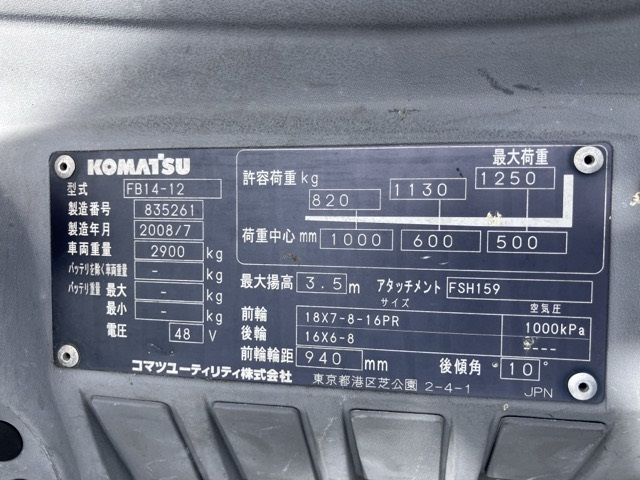 KOMATSU
型式 FB14-12
製造番号 835261
製造年月 2008/7
車両重量 2900 kg
バッテリを除く車両重量 - kg
バッテリ重量 最大 - kg
最小 - kg
電圧 48 V
コマツユーティリティ株式会社
最大荷重
許容荷重 kg 820 1130 1250
荷重中心 mm 1000 600 500
最大揚高 3.5 m アタッチメント FSH159
サイズ 空気圧
前輪 18X7-8-16PR 1000kPa
後輪 16X6-8 ----
前輪輪距 940 mm 後傾角 10°
東京都港区芝公園 2-4-1 JPN